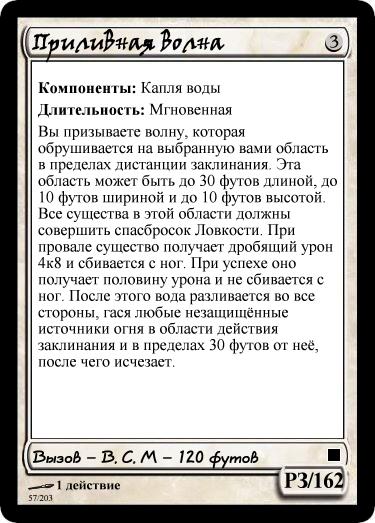 Приливная волна 3
Компоненты: Капля воды
Длительность: Мгновенная
Вы призываете волну, которая
обрушивается на выбранную вами область
в пределах дистанции заклинания. Эта
область может быть до 30 футов длиной, до
10 футов шириной и до 10 футов высотой.
Все существа в этой области должны
совершить спасбросок Ловкости. При
провале существо получает дробящий урон
4к8 и сбивается с ног. При успехе оно
получает половину урона и не сбивается с
ног. После этого вода разливается во все
стороны, гася любые незащищённые
источники огня в области действия
заклинания и в пределах 30 футов от неё,
после чего исчезает.
Вызов – В, С, М – 120 футов
1 действие
РЗ/162
57/203